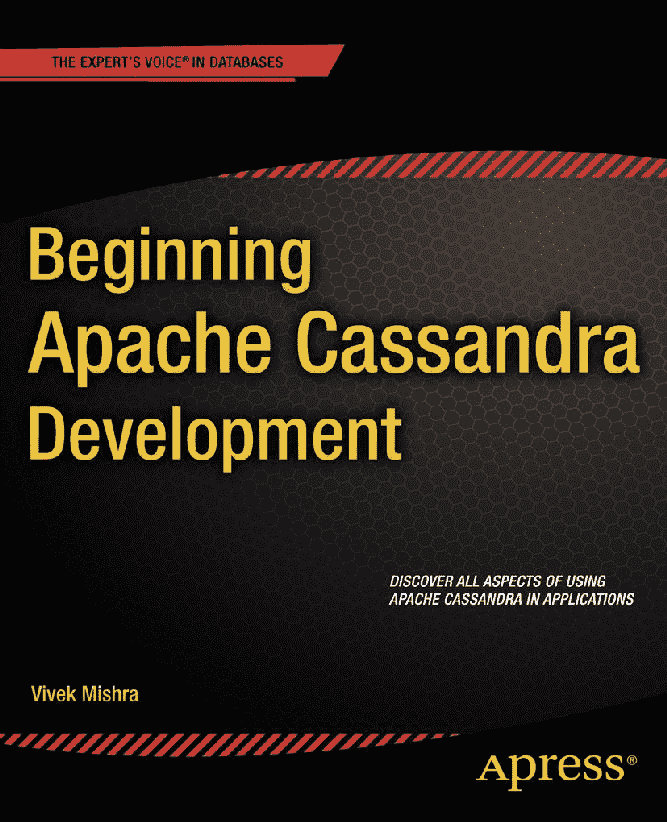 THE EXPERT'S VOICE® IN DATABASES
Beginning
Apache Cassandra
Development
DISCOVER ALL ASPECTS OF USING
APACHE CASSANDRA IN APPLICATIONS
Vivek Mishra
Apress®